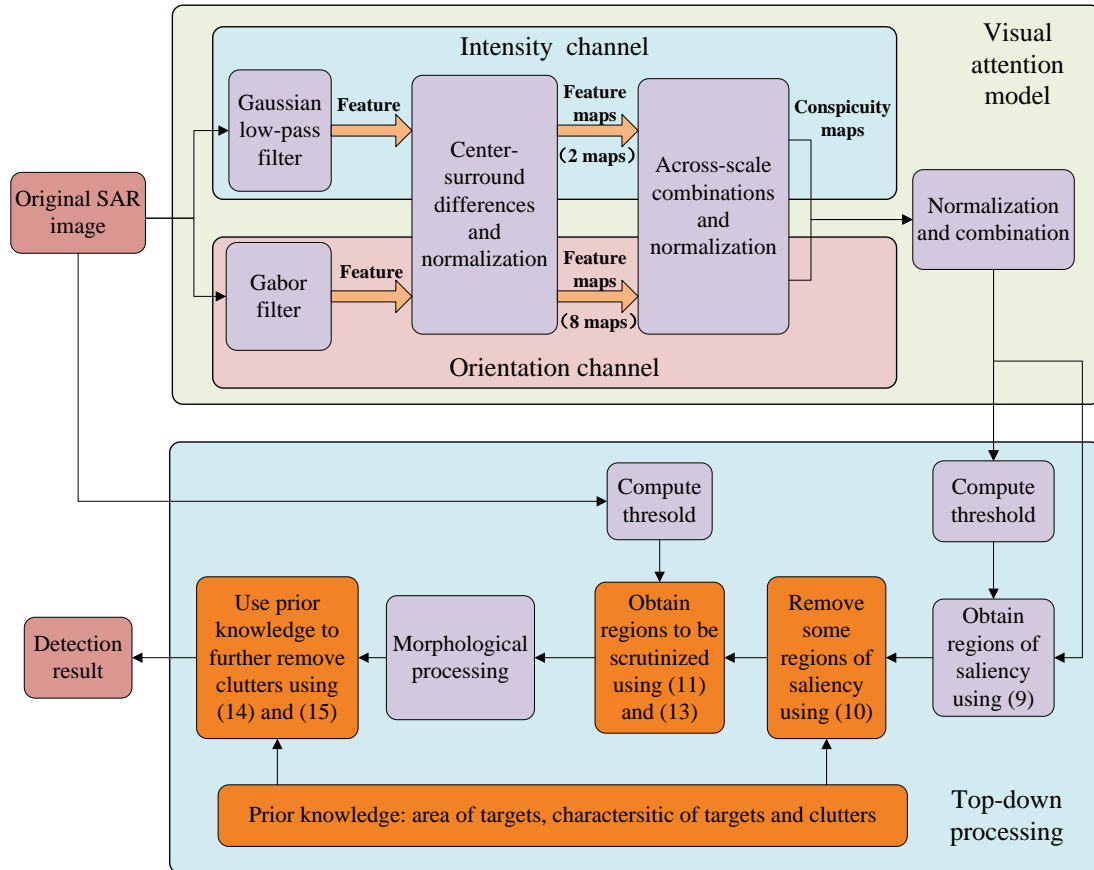 Intensity channel
Visual
attention
model
Gaussian
low-pass
filter
Feature
Center-
surround
differences
and
normalization
Feature
maps
(2 maps)
Across-scale
combinations
and
normalization
Conspicuity
maps
Original SAR
image
Normalization
and combination
Gabor
filter
Feature
Feature
maps
(8 maps)
Orientation channel
Compute
thresold
Compute
threshold
Detection
result
Use prior
knowledge to
further remove
clutters using
(14) and (15)
Morphological
processing
Obtain
regions to be
scrutinized
using (11)
and (13)
Remove
some
regions of
saliency
using (10)
Obtain
regions of
saliency
using (9)
Prior knowledge: area of targets, charactersitic of targets and clutters
Top-down
processing